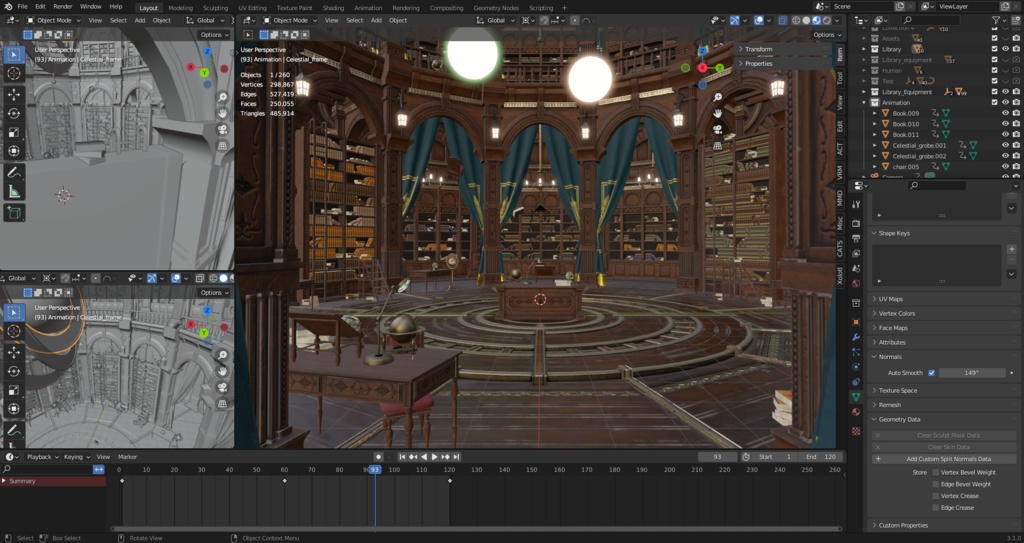 File Edit Render Window Help Layout Modeling Sculpting UV Editing Texture Paint Shading Animation Rendering Compositing Geometry Nodes Scripting Scene ViewLayer
Object Mode View Select Add Object Global
Options
User Perspective
(93) Animation | Celestial_frame
Global
Options
User Perspective
(93) Animation | Celestial_frame
Object Mode View Select Add Object Global
Options
User Perspective
(93) Animation | Celestial_frame
Objects 1/260
Vertices 298,867
Edges 527,419
Faces 250,055
Triangles 485,914
Transform
Properties
Item
Tool
View
Edit
ACT
VRM
MMD
Misc
CATS
Assets
Library
Library_equipment
Human
Test
Library_Equipment
Animation
Book.009
Book.010
Book.011
Celestial_grobe.001
Celestial_grobe.002
chair.005
Shape Keys
UV Maps
Vertex Colors
Face Maps
Attributes
Normals
Auto Smooth 149°
Texture Space
Remesh
Geometry Data
Clear Sculpt Mask Data
Clear Skin Data
Add Custom Split Normals Data
Store Vertex Bevel Weight
Edge Bevel Weight
Vertex Crease
Edge Crease
Custom Properties
Playback Keying View Marker 93 Start 1 End 120
0 10 20 30 40 50 60 70 80 93 100 110 120 130 140 150 160 170 180 190 200 210 220 230 240 250 260
Summary
Select Box Select Rotate View Object Context Menu 3.1.0